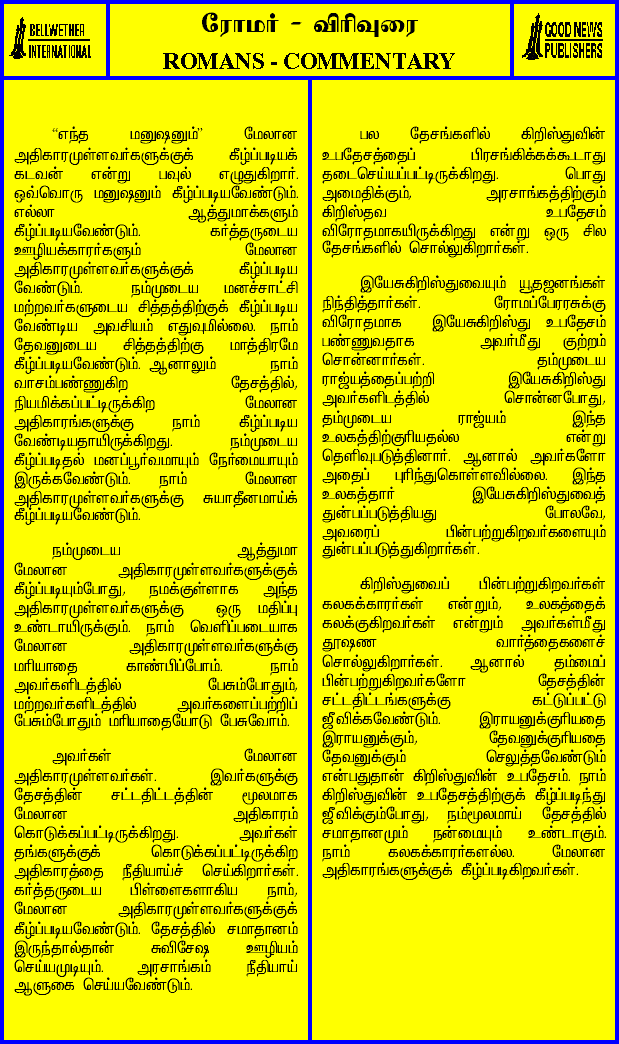 BELLWETHER
INTERNATIONAL
ரோமர் - விரிவுரை
ROMANS - COMMENTARY
GOOD NEWS
PUBLISHERS
“எந்த மனுஷனும்” மேலான
அதிகாரமுள்ளவர்களுக்குக் கீழ்ப்படியக்
கடவன் என்று பவுல் எழுதுகிறார்.
ஒவ்வொரு மனுஷனும் கீழ்ப்படியவேண்டும்.
எல்லா ஆத்துமாக்களும்
கீழ்ப்படியவேண்டும். கர்த்தருடைய
ஊழியக்காரர்களும் மேலான
அதிகாரமுள்ளவர்களுக்குக் கீழ்ப்படிய
வேண்டும். நம்முடைய மனச்சாட்சி
மற்றவர்களுடைய சித்தத்திற்குக் கீழ்ப்படிய
வேண்டிய அவசியம் எதுவுமில்லை. நாம்
தேவனுடைய சித்தத்திற்கு மாத்திரமே
கீழ்ப்படியவேண்டும். ஆனாலும் நாம்
வாசம்பண்ணுகிற தேசத்தில்,
நியமிக்கப்பட்டிருக்கிற மேலான
அதிகாரங்களுக்கு நாம் கீழ்ப்படிய
வேண்டியதாயிருக்கிறது. நம்முடைய
கீழ்ப்படிதல் மனப்பூர்வமாயும் நேர்மையாயும்
இருக்கவேண்டும். நாம் மேலான
அதிகாரமுள்ளவர்களுக்கு சுயாதீனமாய்க்
கீழ்ப்படியவேண்டும்.
நம்முடைய ஆத்துமா
மேலான அதிகாரமுள்ளவர்களுக்குக்
கீழ்ப்படியும்போது, நமக்குள்ளாக அந்த
அதிகாரமுள்ளவர்களுக்கு ஒரு மதிப்பு
உண்டாயிருக்கும். நாம் வெளிப்படையாக
மேலான அதிகாரமுள்ளவர்களுக்கு
மரியாதை காண்பிப்போம். நாம்
அவர்களிடத்தில் பேசும்போதும்,
மற்றவர்களிடத்தில் அவர்களைப்பற்றிப்
பேசும்போதும் மரியாதையோடு பேசுவோம்.
அவர்கள் மேலான
அதிகாரமுள்ளவர்கள். இவர்களுக்கு
தேசத்தின் சட்டதிட்டத்தின் மூலமாக
மேலான அதிகாரம்
கொடுக்கப்பட்டிருக்கிறது. அவர்கள்
தங்களுக்குக் கொடுக்கப்பட்டிருக்கிற
அதிகாரத்தை நீதியாய்ச் செய்கிறார்கள்.
கர்த்தருடைய பிள்ளைகளாகிய நாம்,
மேலான அதிகாரமுள்ளவர்களுக்குக்
கீழ்ப்படியவேண்டும். தேசத்தில் சமாதானம்
இருந்தால்தான் சுவிசேஷ ஊழியம்
செய்யமுடியும். அரசாங்கம் நீதியாய்
ஆளுகை செய்யவேண்டும்.
பல தேசங்களில் கிறிஸ்துவின்
உபதேசத்தைப் பிரசங்கிக்கக்கூடாது
தடைசெய்யப்பட்டிருக்கிறது. பொது
அமைதிக்கும், அரசாங்கத்திற்கும்
கிறிஸ்தவ உபதேசம்
விரோதமாகயிருக்கிறது என்று ஒரு சில
தேசங்களில் சொல்லுகிறார்கள்.
இயேசுகிறிஸ்துவையும் யூதஜனங்கள்
நிந்தித்தார்கள். ரோமப்பேரரசுக்கு
விரோதமாக இயேசுகிறிஸ்து உபதேசம்
பண்ணுவதாக அவர்மீது குற்றம்
சொன்னார்கள். தம்முடைய
ராஜ்யத்தைப்பற்றி இயேசுகிறிஸ்து
அவர்களிடத்தில் சொன்னபோது,
தம்முடைய ராஜ்யம் இந்த
உலகத்திற்குரியதல்ல என்று
தெளிவுபடுத்தினார். ஆனால் அவர்களோ
அதைப் புரிந்துகொள்ளவில்லை. இந்த
உலகத்தார் இயேசுகிறிஸ்துவைத்
துன்பப்படுத்தியது போலவே,
அவரைப் பின்பற்றுகிறவர்களையும்
துன்பப்படுத்துகிறார்கள்.
கிறிஸ்துவைப் பின்பற்றுகிறவர்கள்
கலகக்காரர்கள் என்றும், உலகத்தைக்
கலக்குகிறவர்கள் என்றும் அவர்கள்மீது
தூஷண வார்த்தைகளைச்
சொல்லுகிறார்கள். ஆனால் தம்மைப்
பின்பற்றுகிறவர்களோ தேசத்தின்
சட்டதிட்டங்களுக்கு கட்டுப்பட்டு
ஜீவிக்கவேண்டும். இராயனுக்குரியதை
இராயனுக்கும், தேவனுக்குரியதை
தேவனுக்கும் செலுத்தவேண்டும்
என்பதுதான் கிறிஸ்துவின் உபதேசம். நாம்
கிறிஸ்துவின் உபதேசத்திற்குக் கீழ்ப்படிந்து
ஜீவிக்கும்போது, நம்மூலமாய் தேசத்தில்
சமாதானமும் நன்மையும் உண்டாகும்.
நாம் கலகக்காரர்களல்ல. மேலான
அதிகாரங்களுக்குக் கீழ்ப்படிகிறவர்கள்.